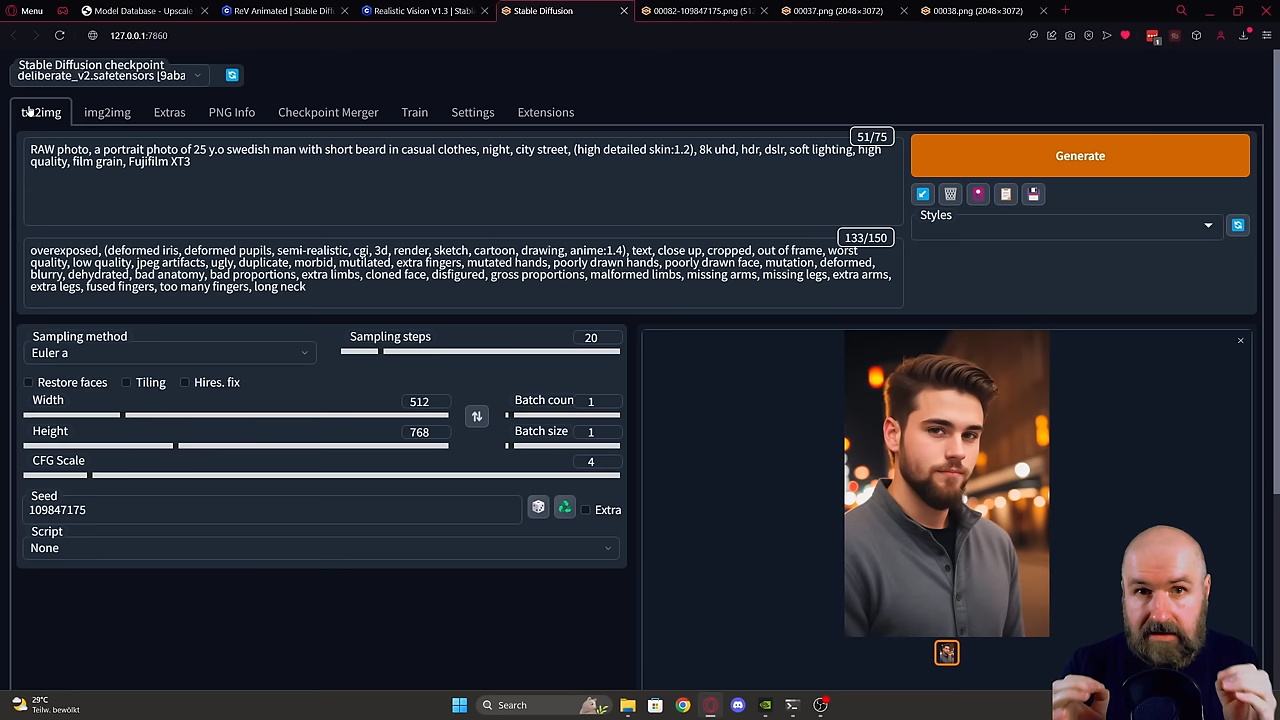 Menu
Model Database - Upscale
ReV Animated | Stable Diff
Realistic Vision V1.3 | Stabl
Stable Diffusion
00082-109847175.png (51
00037.png (2048×3072)
00038.png (2048×3072)
127.0.0.1:7860
1
Stable Diffusion checkpoint
deliberate_v2.safetensors [9aba
txt2img
img2img
Extras
PNG Info
Checkpoint Merger
Train
Settings
Extensions
51/75
RAW photo, a portrait photo of 25 y.o swedish man with short beard in casual clothes, night, city street, (high detailed skin:1.2), 8k uhd, hdr, dslr, soft lighting, high
quality, film grain, Fujifilm XT3
Generate
Styles
133/150
overexposed, (deformed iris, deformed pupils, semi-realistic, cgi, 3d, render, sketch, cartoon, drawing, anime:1.4), text, close up, cropped, out of frame, worst
quality, low quality, jpeg artifacts, ugly, duplicate, morbid, mutilated, extra fingers, mutated hands, poorly drawn hands, poorly drawn face, mutation, deformed,
blurry, dehydrated, bad anatomy, bad proportions, extra limbs, cloned face, disfigured, gross proportions, malformed limbs, missing arms, missing legs, extra arms,
extra legs, fused fingers, too many fingers, long neck
Sampling method
Euler a
Sampling steps
20
Restore faces
Tiling
Hires. fix
Width
512
Batch coun
1
Height
768
Batch size
1
CFG Scale
4
Seed
109847175
Extra
Script
None
29°C
Teilw. bewölkt
Search